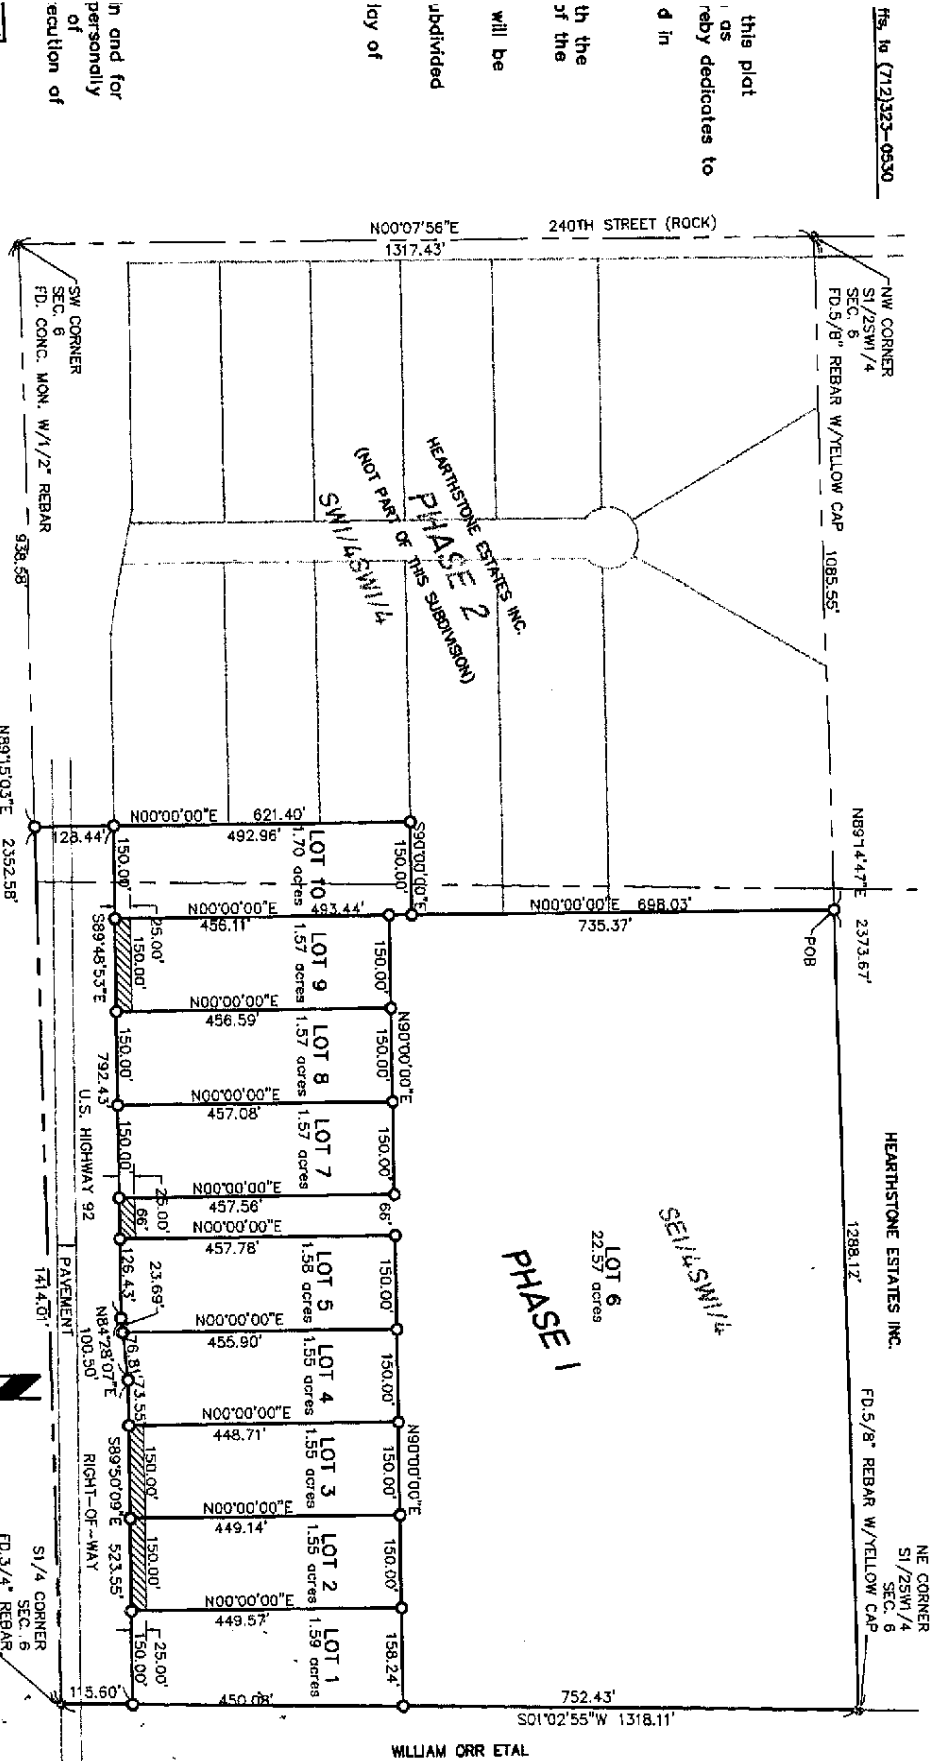 ffs, Ia (712)323-0530
this plat
as
reby dedicates to
d in
th the
of the
will be
ubdivided
lay of
in and for
personally
of
ecution of
NW CORNER
S1/2SW1/4
SEC. 6
FD.5/8" REBAR W/YELLOW CAP
1085.55'
N89°14'47"E 2373.67'
HEARTHSTONE ESTATES INC.
1288.12'
NE CORNER
S1/2SW1/4
SEC. 6
FD.5/8" REBAR W/YELLOW CAP
240TH STREET (ROCK)
N00°07'56"E
1317.43'
HEARTHSTONE ESTATES INC.
PHASE 2
(NOT PART OF THIS SUBDIVISION)
SW1/4SW1/4
POB
N00°00'00"E 698.03'
735.37'
SE1/4SW1/4
LOT 6
22.57 acres
PHASE 1
752.43'
S01°02'55"W 1318.11'
WILLIAM ORR ETAL
S90°00'00"E
150.00'
150.00'
N90°00'00"E
150.00'
150.00'
66'
150.00'
150.00'
N90°00'00"E
150.00'
150.00'
158.24'
N00°00'00"E 621.40'
492.96'
LOT 10
1.70 acres
N00°00'00"E 493.44'
456.11'
LOT 9
1.57 acres
N00°00'00"E
456.59'
LOT 8
1.57 acres
N00°00'00"E
457.08'
LOT 7
1.57 acres
N00°00'00"E
457.56'
N00°00'00"E
457.78'
LOT 5
1.58 acres
N00°00'00"E
455.90'
LOT 4
1.55 acres
N00°00'00"E
448.71'
LOT 3
1.55 acres
N00°00'00"E
449.14'
LOT 2
1.55 acres
N00°00'00"E
449.57'
LOT 1
1.59 acres
450.08'
128.44'
150.00'
25.00'
150.00'
S89°48'53"E
150.00'
792.43'
150.00'
25.00'
66'
126.43'
23.69'
76.81'
73.55'
N84°28'07"E
100.50'
150.00'
S89°50'09"E 523.55'
150.00'
25.00'
150.00'
115.60'
U.S. HIGHWAY 92
PAVEMENT
RIGHT-OF-WAY
SW CORNER
SEC. 6
FD. CONC. MON. W/1/2" REBAR
938.58'
N89°15'03"E 2352.58'
1414.01'
S1/4 CORNER
SEC. 6
FD.3/4" REBAR